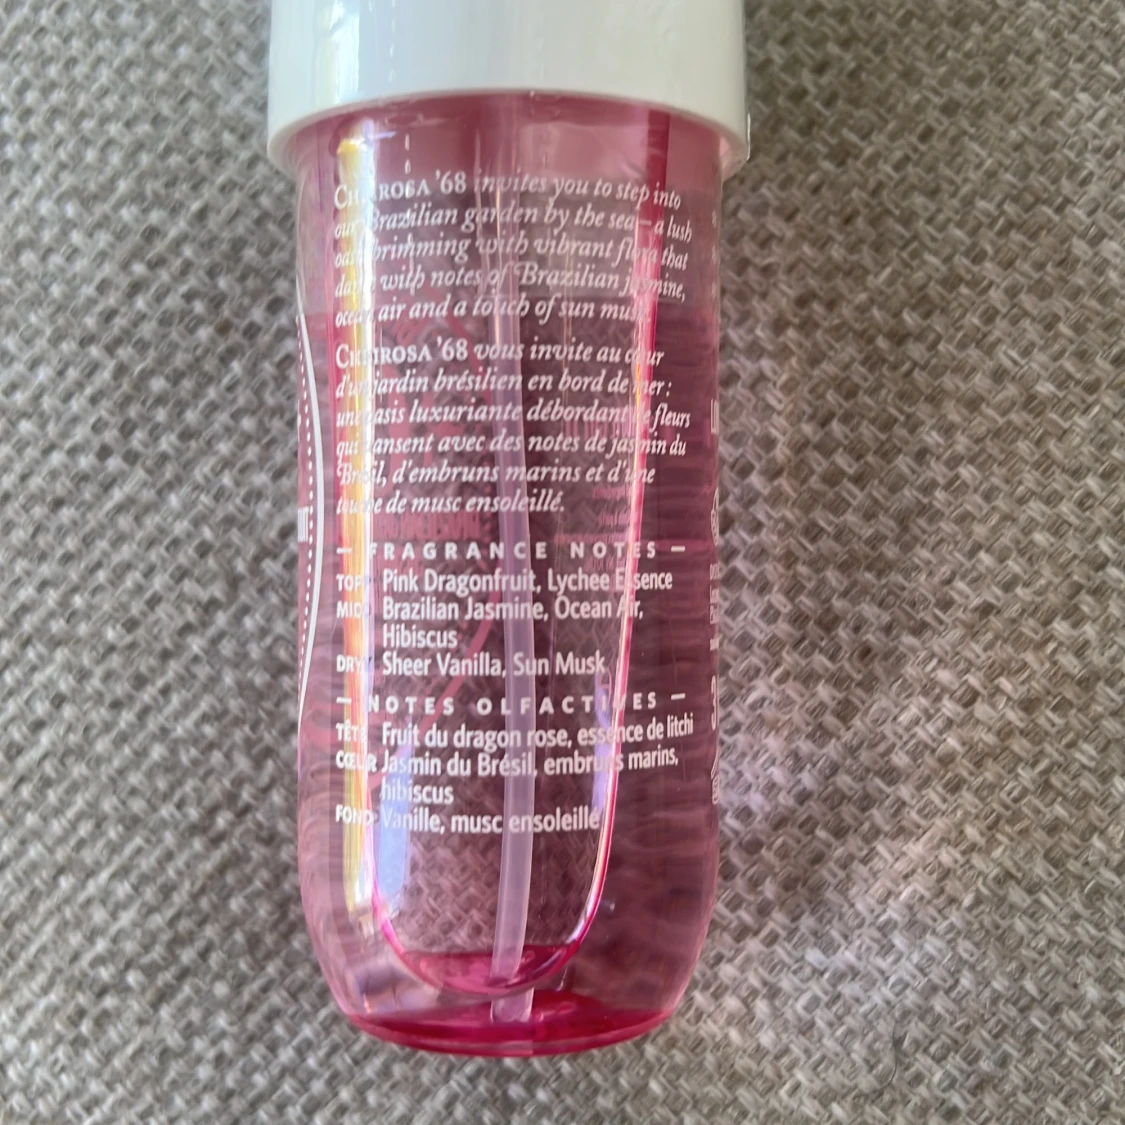 CHEIROSA '68 invites you to step into
our Brazilian garden by the sea—a lush
oasis brimming with vibrant flora that
dance with notes of Brazilian jasmine,
ocean air and a touch of sun musk.
CHEIROSA '68 vous invite au cœur
d'un jardin brésilien en bord de mer :
une oasis luxuriante débordant de fleurs
qui dansent avec des notes de jasmin du
Brésil, d'embruns marins et d'une
touche de musc ensoleillé.
— FRAGRANCE NOTES —
TOP: Pink Dragonfruit, Lychee Essence
MID: Brazilian Jasmine, Ocean Air,
Hibiscus
DRY: Sheer Vanilla, Sun Musk
— NOTES OLFACTIVES —
TÊTE: Fruit du dragon rose, essence de litchi
CŒUR Jasmin du Brésil, embruns marins,
hibiscus
FOND: Vanille, musc ensoleillé